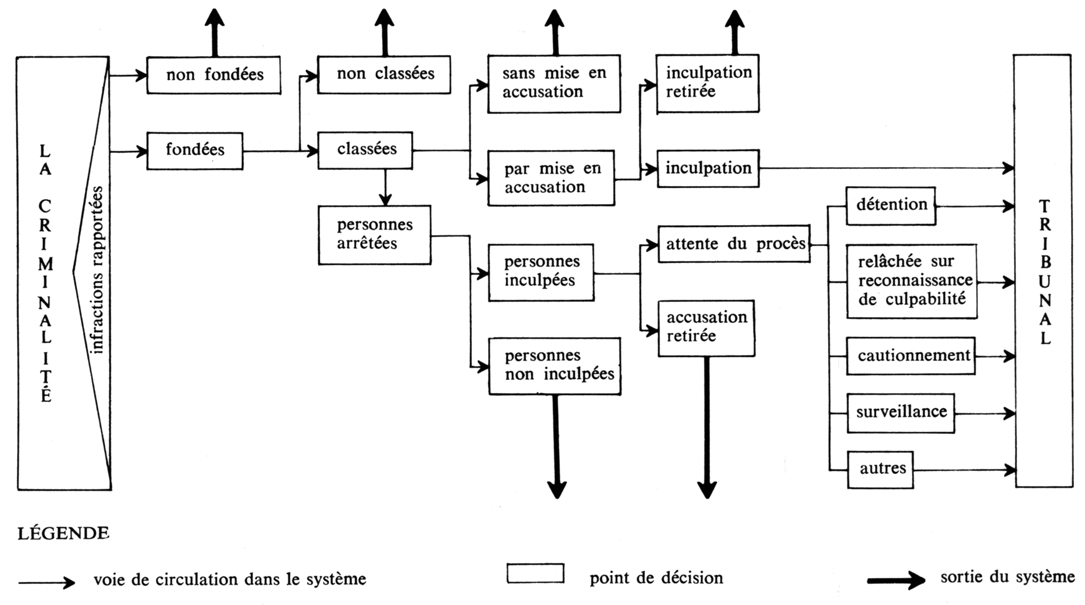 LA CRIMINALITÉ
infractions rapportées
non fondées
fondées
non classées
classées
personnes
arrêtées
sans mise en
accusation
par mise en
accusation
personnes
inculpées
personnes
non inculpées
inculpation
retirée
inculpation
attente du procès
accusation
retirée
détention
relâchée sur
reconnaissance
de culpabilité
cautionnement
surveillance
autres
TRIBUNAL
LÉGENDE
voie de circulation dans le système
point de décision
sortie du système